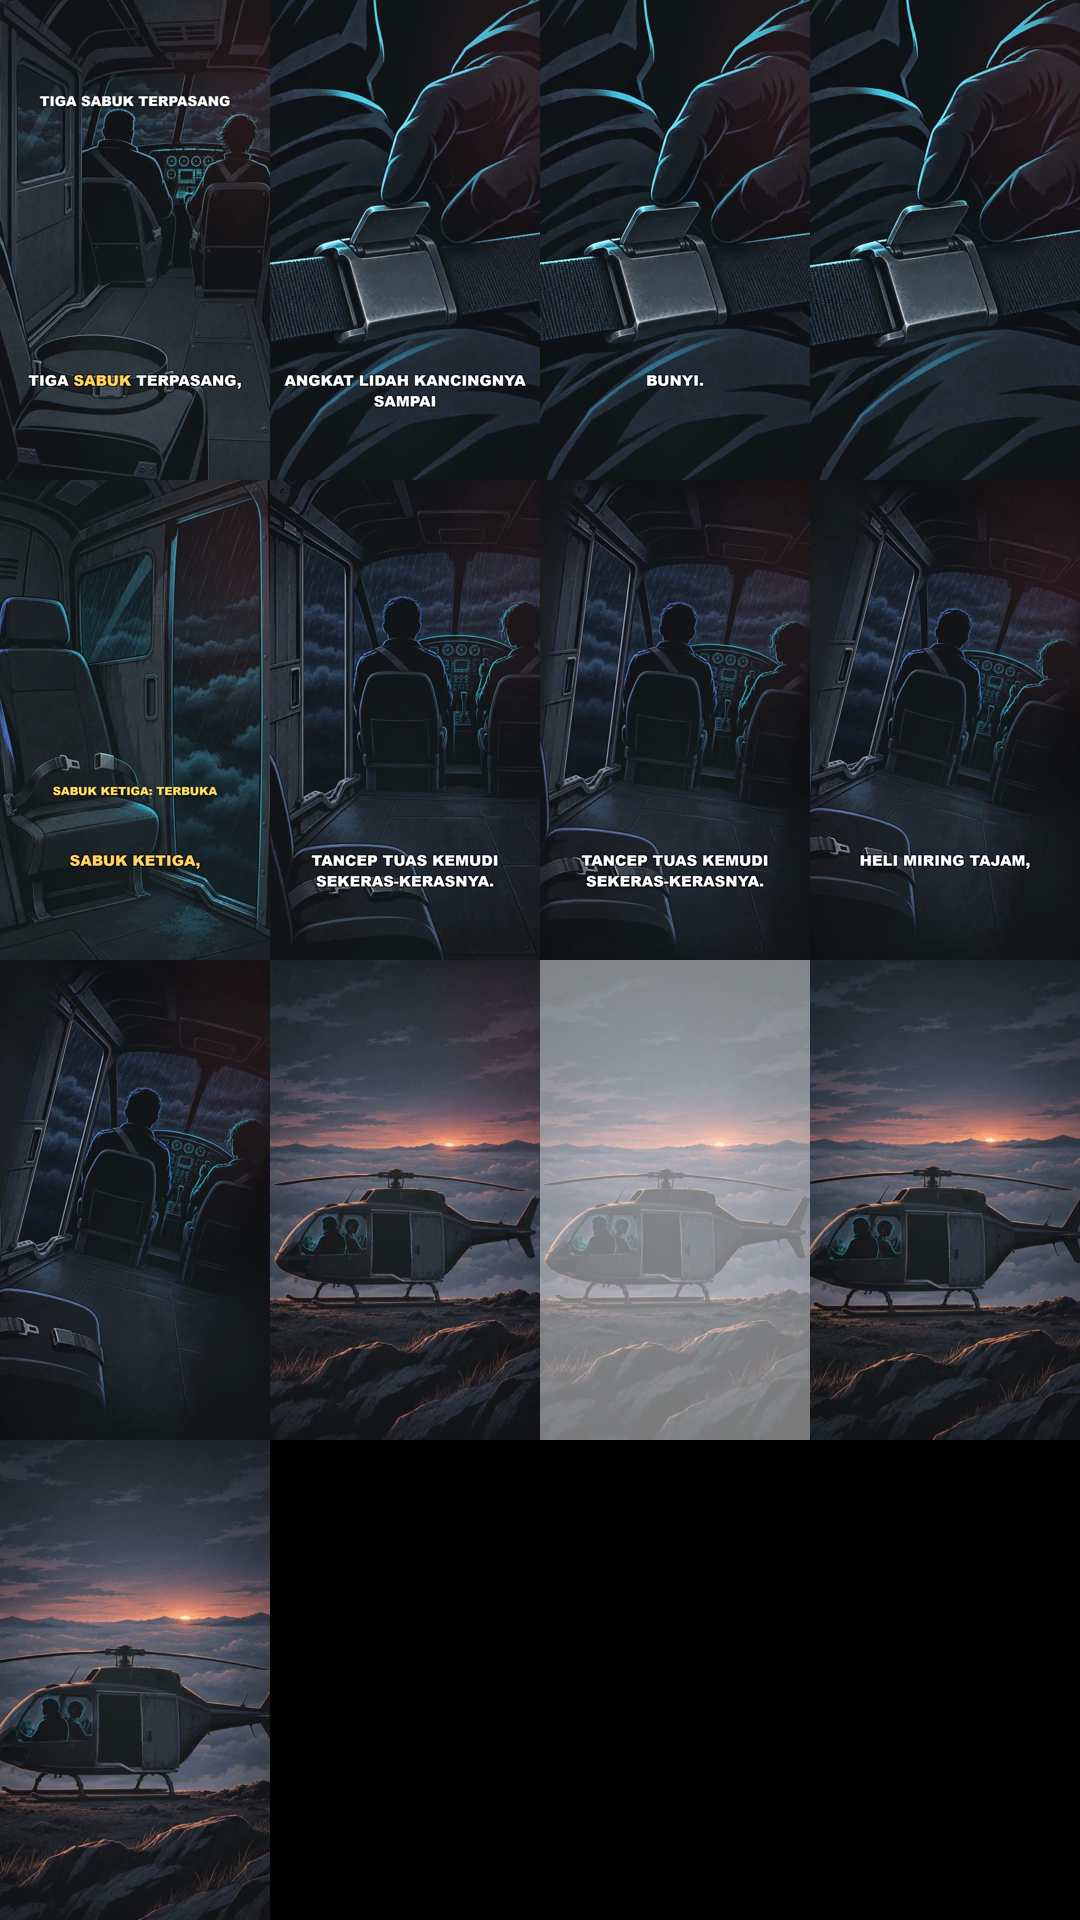 TIGA SABUK TERPASANG
TIGA SABUK TERPASANG,
ANGKAT LIDAH KANCINGNYA
SAMPAI
BUNYI.
SABUK KETIGA: TERBUKA
SABUK KETIGA,
TANCEP TUAS KEMUDI
SEKERAS-KERASNYA.
TANCEP TUAS KEMUDI
SEKERAS-KERASNYA.
HELI MIRING TAJAM,